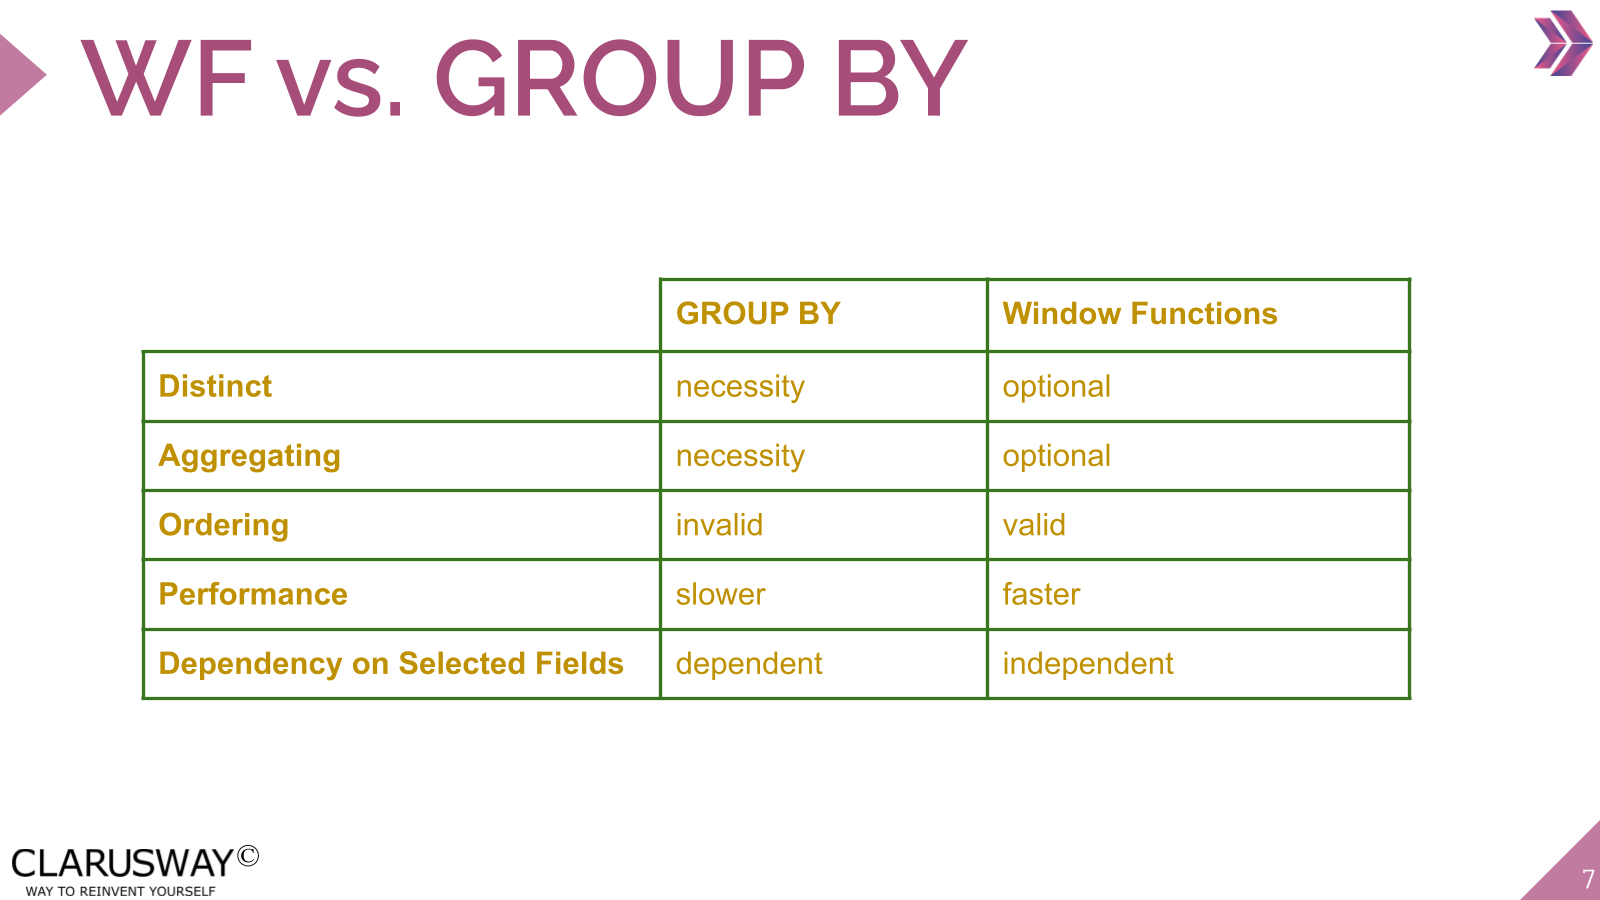 WF vs. GROUP BY
GROUP BY Window Functions
Distinct necessity optional
Aggregating necessity optional
Ordering invalid valid
Performance slower faster
Dependency on Selected Fields dependent independent
CLARUSWAY©
WAY TO REINVENT YOURSELF
7